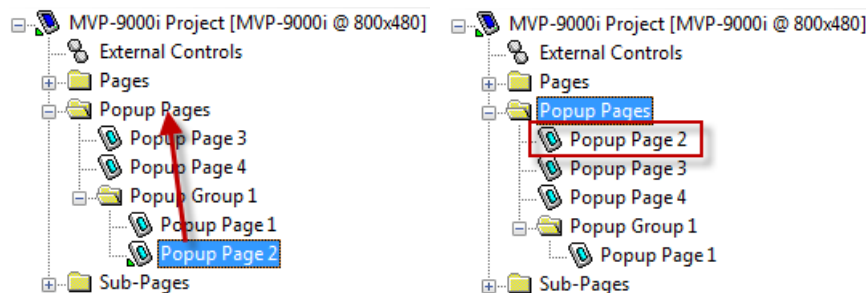 MVP-9000i Project [MVP-9000i @ 800x480]
External Controls
Pages
Popup Pages
Popup Page 3
Popup Page 4
Popup Group 1
Popup Page 1
Popup Page 2
Sub-Pages
MVP-9000i Project [MVP-9000i @ 800x480]
External Controls
Pages
Popup Pages
Popup Page 2
Popup Page 3
Popup Page 4
Popup Group 1
Popup Page 1
Sub-Pages